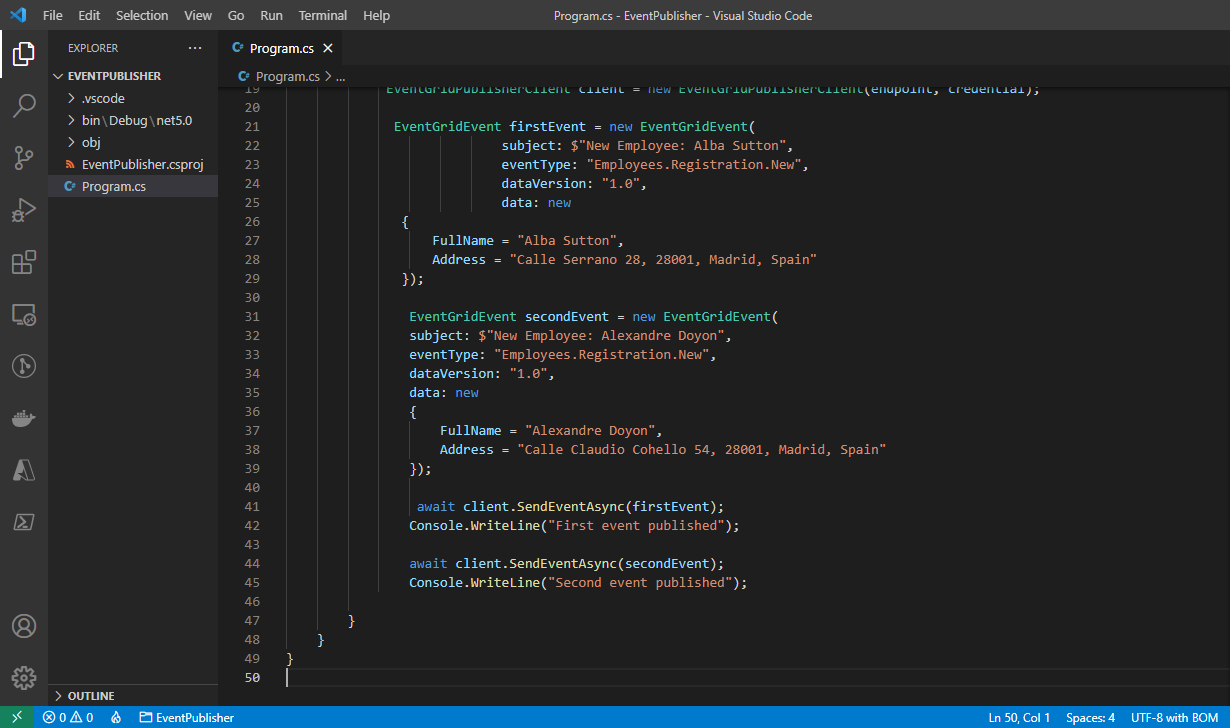 File Edit Selection View Go Run Terminal Help Program.cs - EventPublisher - Visual Studio Code
EXPLORER ...
EVENTPUBLISHER
.vscode
bin\Debug\net5.0
obj
EventPublisher.csproj
C# Program.cs
OUTLINE
C# Program.cs
C# Program.cs > ...
19 EventGridPublisherClient client = new EventGridPublisherClient(endpoint, credential);
20
21 EventGridEvent firstEvent = new EventGridEvent(
22 subject: $"New Employee: Alba Sutton",
23 eventType: "Employees.Registration.New",
24 dataVersion: "1.0",
25 data: new
26 {
27 FullName = "Alba Sutton",
28 Address = "Calle Serrano 28, 28001, Madrid, Spain"
29 });
30
31 EventGridEvent secondEvent = new EventGridEvent(
32 subject: $"New Employee: Alexandre Doyon",
33 eventType: "Employees.Registration.New",
34 dataVersion: "1.0",
35 data: new
36 {
37 FullName = "Alexandre Doyon",
38 Address = "Calle Claudio Cohello 54, 28001, Madrid, Spain"
39 });
40
41 await client.SendEventAsync(firstEvent);
42 Console.WriteLine("First event published");
43
44 await client.SendEventAsync(secondEvent);
45 Console.WriteLine("Second event published");
46
47 }
48 }
49 }
50
0 0 EventPublisher Ln 50, Col 1 Spaces: 4 UTF-8 with BOM